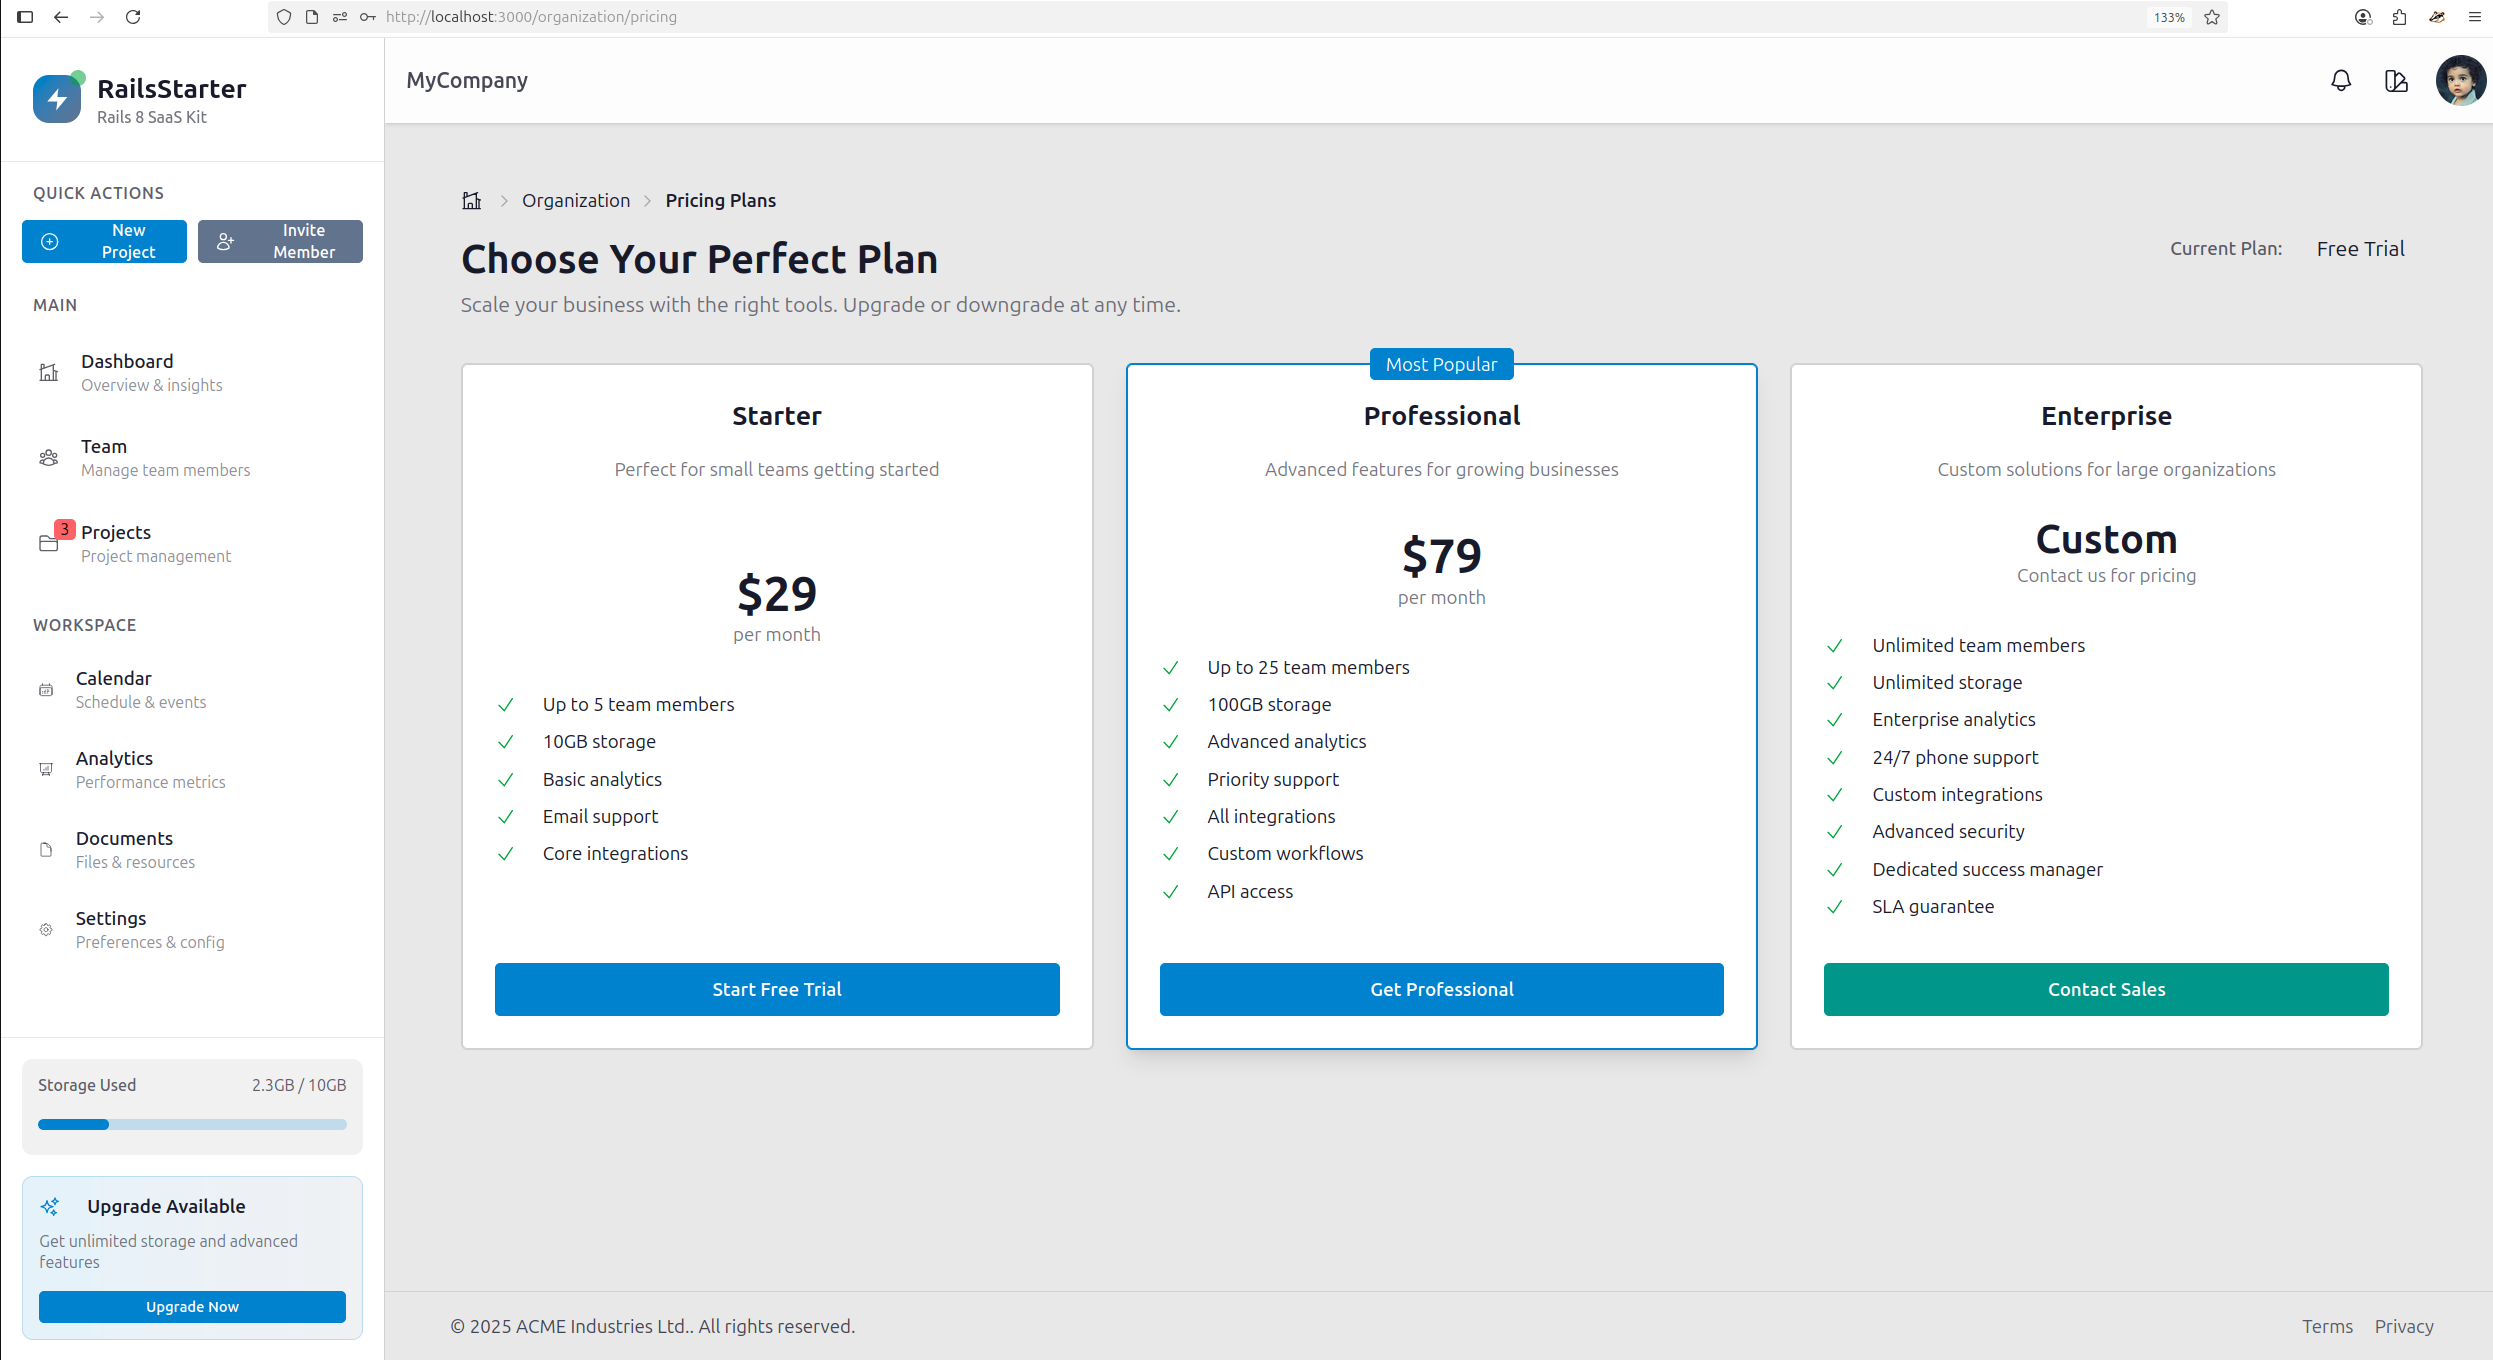 http://localhost:3000/organization/pricing
133%
RailsStarter
Rails 8 SaaS Kit
MyCompany
QUICK ACTIONS
New
Project
Invite
Member
MAIN
Dashboard
Overview & insights
Team
Manage team members
3
Projects
Project management
WORKSPACE
Calendar
Schedule & events
Analytics
Performance metrics
Documents
Files & resources
Settings
Preferences & config
Storage Used
2.3GB / 10GB
Upgrade Available
Get unlimited storage and advanced
features
Upgrade Now
Organization
Pricing Plans
Choose Your Perfect Plan
Scale your business with the right tools. Upgrade or downgrade at any time.
Current Plan:
Free Trial
Starter
Perfect for small teams getting started
$29
per month
Up to 5 team members
10GB storage
Basic analytics
Email support
Core integrations
Start Free Trial
Most Popular
Professional
Advanced features for growing businesses
$79
per month
Up to 25 team members
100GB storage
Advanced analytics
Priority support
All integrations
Custom workflows
API access
Get Professional
Enterprise
Custom solutions for large organizations
Custom
Contact us for pricing
Unlimited team members
Unlimited storage
Enterprise analytics
24/7 phone support
Custom integrations
Advanced security
Dedicated success manager
SLA guarantee
Contact Sales
© 2025 ACME Industries Ltd.. All rights reserved.
Terms
Privacy